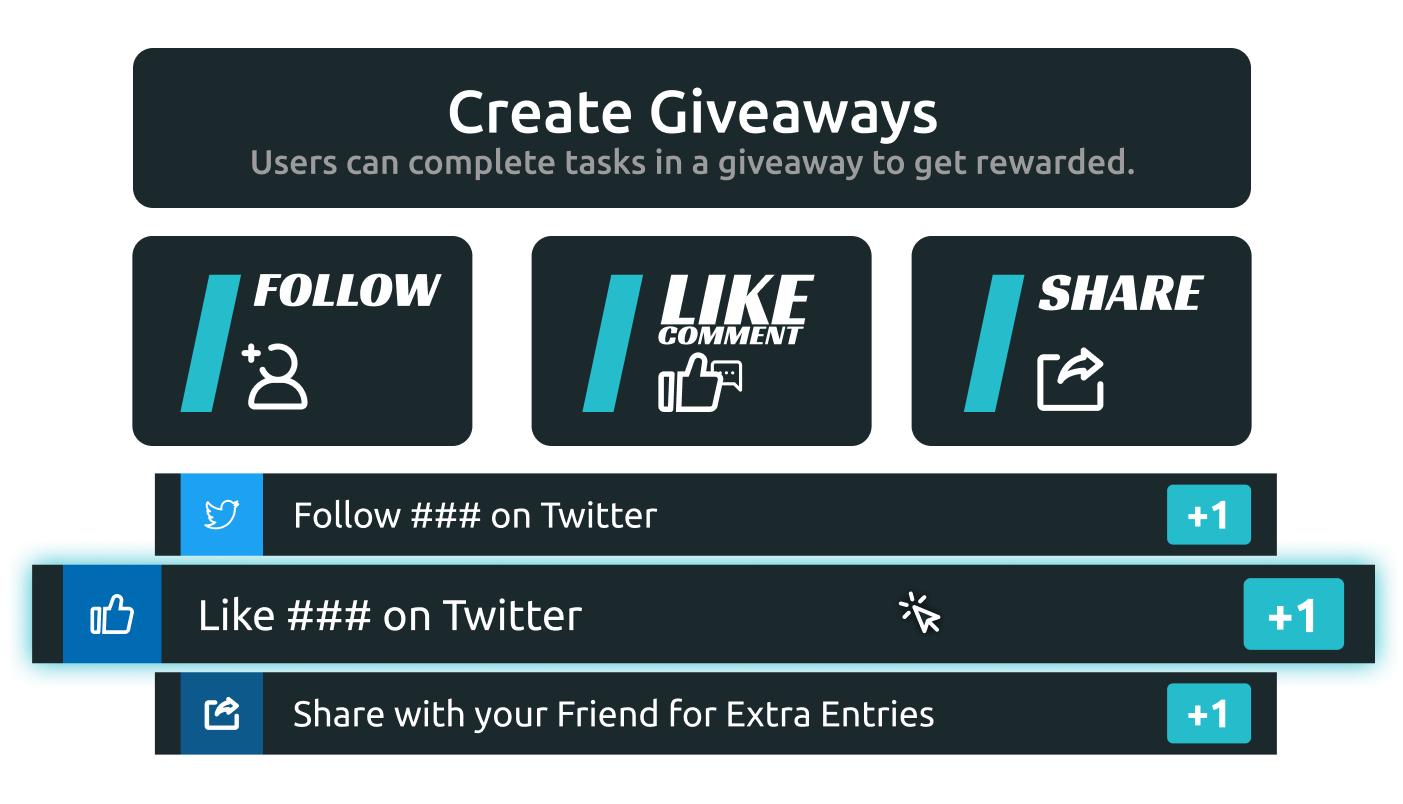 Create Giveaways
Users can complete tasks in a giveaway to get rewarded.
FOLLOW
LIKE
COMMENT
SHARE
Follow ### on Twitter
+1
Like ### on Twitter
+1
Share with your Friend for Extra Entries
+1